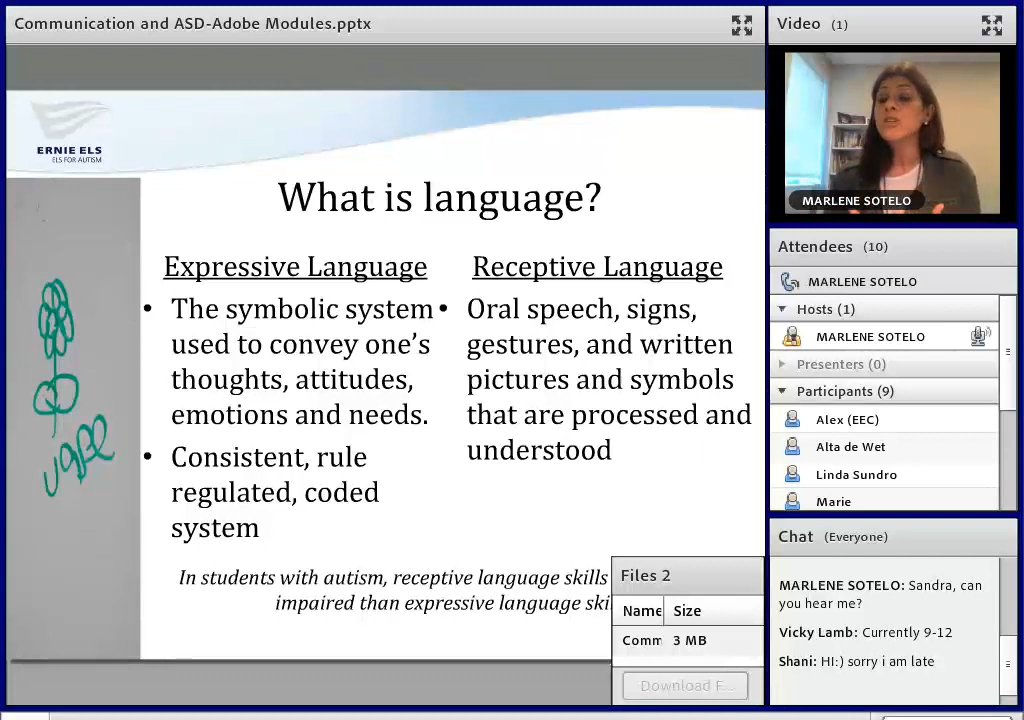 Communication and ASD-Adobe Modules.pptx
ERNIE ELS
ELS FOR AUTISM
What is language?
Expressive Language
• The symbolic system
used to convey one’s
thoughts, attitudes,
emotions and needs.
• Consistent, rule
regulated, coded
system
Receptive Language
• Oral speech, signs,
gestures, and written
pictures and symbols
that are processed and
understood
In students with autism, receptive language skills
impaired than expressive language ski
Files 2
Name Size
Comm 3 MB
Download F...
Video (1)
MARLENE SOTELO
Attendees (10)
MARLENE SOTELO
Hosts (1)
MARLENE SOTELO
Presenters (0)
Participants (9)
Alex (EEC)
Alta de Wet
Linda Sundro
Marie
Chat (Everyone)
MARLENE SOTELO: Sandra, can
you hear me?
Vicky Lamb: Currently 9-12
Shani: HI:) sorry i am late